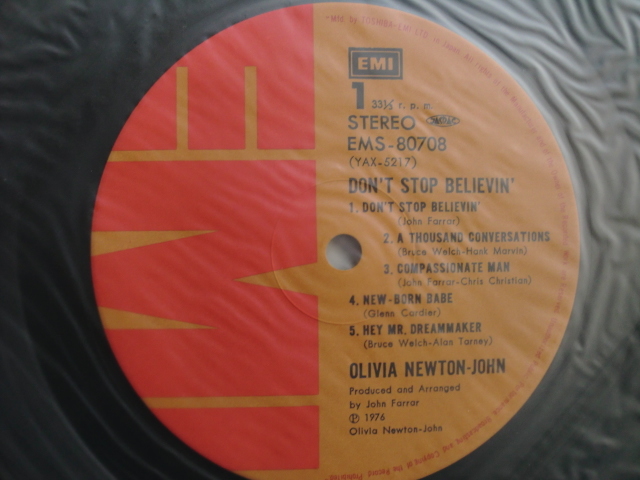 EMI
1 33⅓ r.p.m
STEREO
EMS-80708
(YAX-5217)
DON'T STOP BELIEVIN'
1. DON'T STOP BELIEVIN'
(John Farrar)
2. A THOUSAND CONVERSATIONS
(Bruce Welch-Hank Marvin)
3. COMPASSIONATE MAN
(John Farrar-Chris Christian)
4. NEW-BORN BABE
(Glenn Cardier)
5. HEY MR. DREAMMAKER
(Bruce Welch-Alan Tarney)
OLIVIA NEWTON-JOHN
Produced and Arranged
by John Farrar
Ⓟ 1976
Olivia Newton-John
EMI